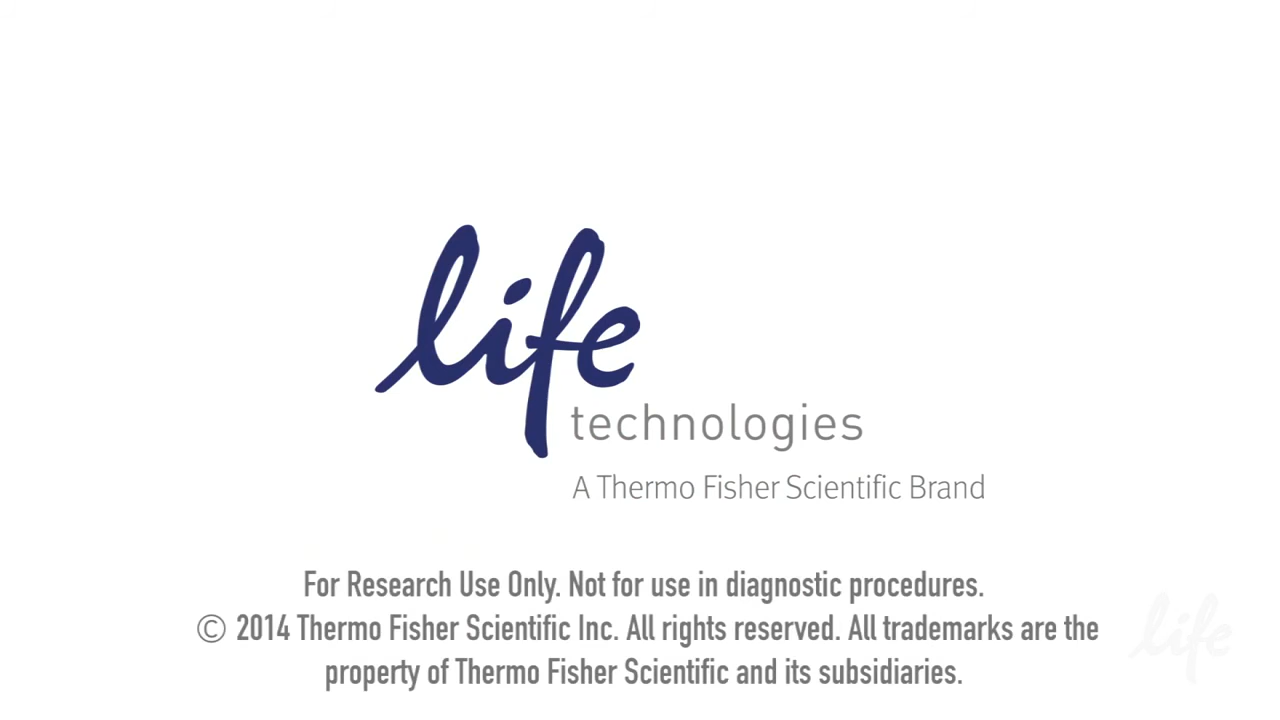 life
technologies
A Thermo Fisher Scientific Brand
For Research Use Only. Not for use in diagnostic procedures.
© 2014 Thermo Fisher Scientific Inc. All rights reserved. All trademarks are the
property of Thermo Fisher Scientific and its subsidiaries.
life